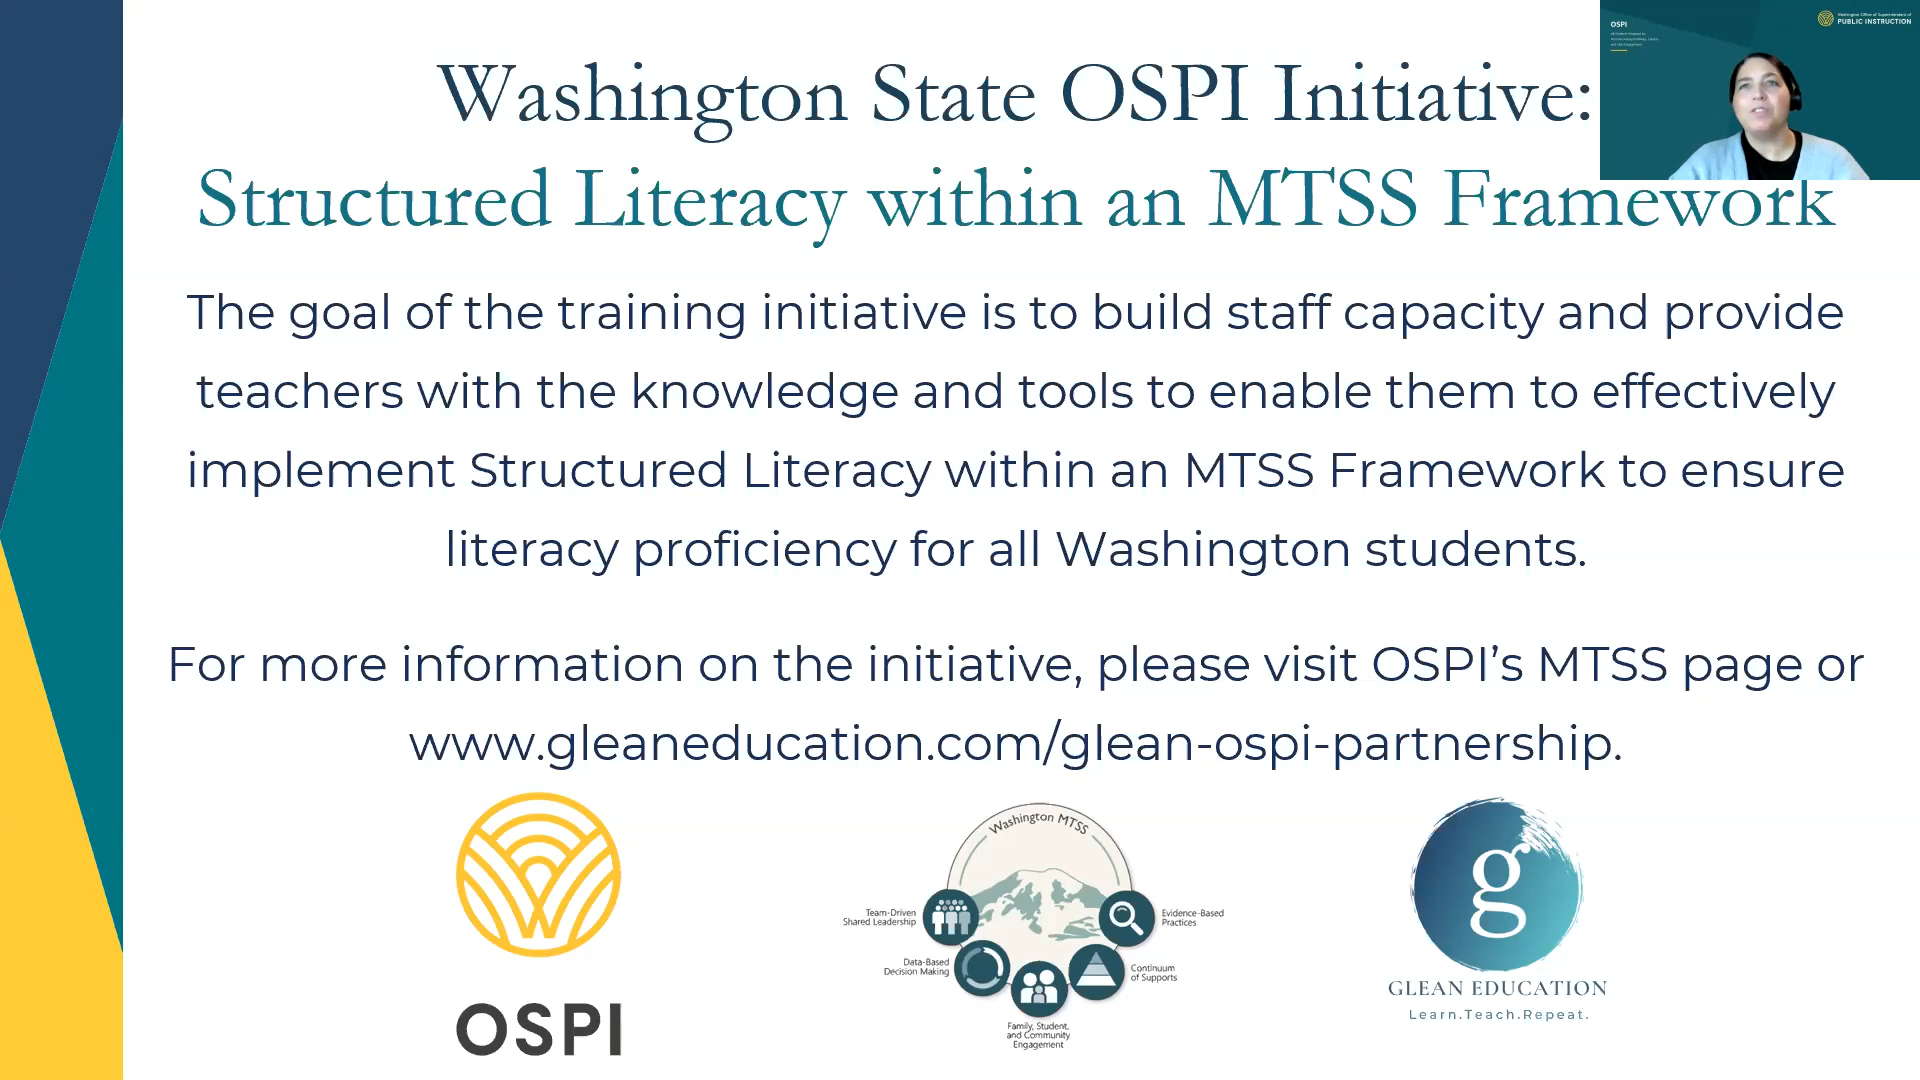 Washington State OSPI Initiative:
Structured Literacy within an MTSS Framework
The goal of the training initiative is to build staff capacity and provide
teachers with the knowledge and tools to enable them to effectively
implement Structured Literacy within an MTSS Framework to ensure
literacy proficiency for all Washington students.
For more information on the initiative, please visit OSPI’s MTSS page or
www.gleaneducation.com/glean-ospi-partnership.
OSPI
Washington MTSS
Team-Driven
Shared Leadership
Data-Based
Decision Making
Family, Student,
and Community
Engagement
Continuum
of Supports
Evidence-Based
Practices
g
GLEAN EDUCATION
Learn.Teach.Repeat.
OSPI
Washington Office of Superintendent of
PUBLIC INSTRUCTION